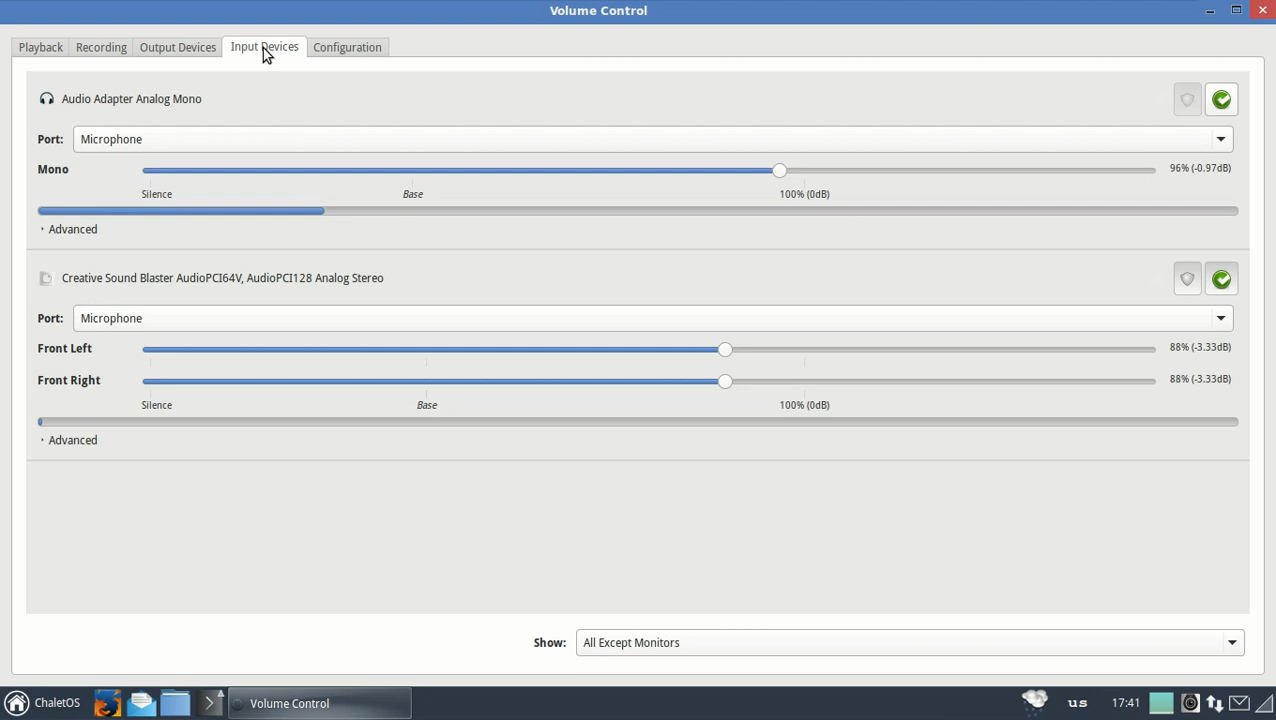 Volume Control
Playback Recording Output Devices Input Devices Configuration
Audio Adapter Analog Mono
Port: Microphone
Mono 96% (-0.97dB)
Silence Base 100% (0dB)
Advanced
Creative Sound Blaster AudioPCI64V, AudioPCI128 Analog Stereo
Port: Microphone
Front Left 88% (-3.33dB)
Front Right 88% (-3.33dB)
Silence Base 100% (0dB)
Advanced
Show: All Except Monitors
ChaletOS Volume Control us 17:41